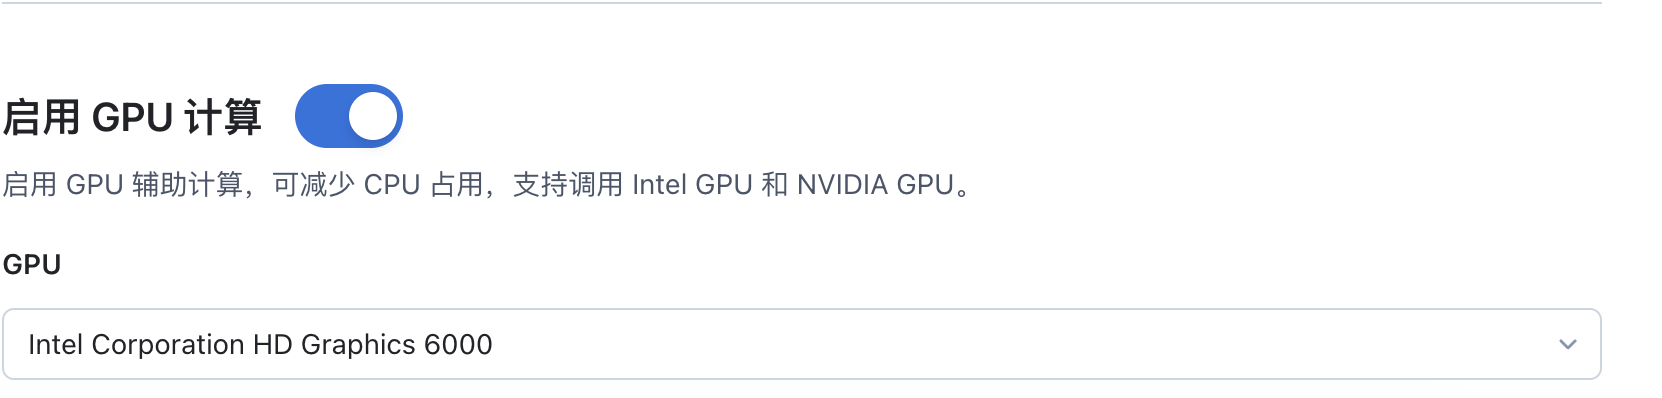 启用 GPU 计算
启用 GPU 辅助计算，可减少 CPU 占用，支持调用 Intel GPU 和 NVIDIA GPU。
GPU
Intel Corporation HD Graphics 6000